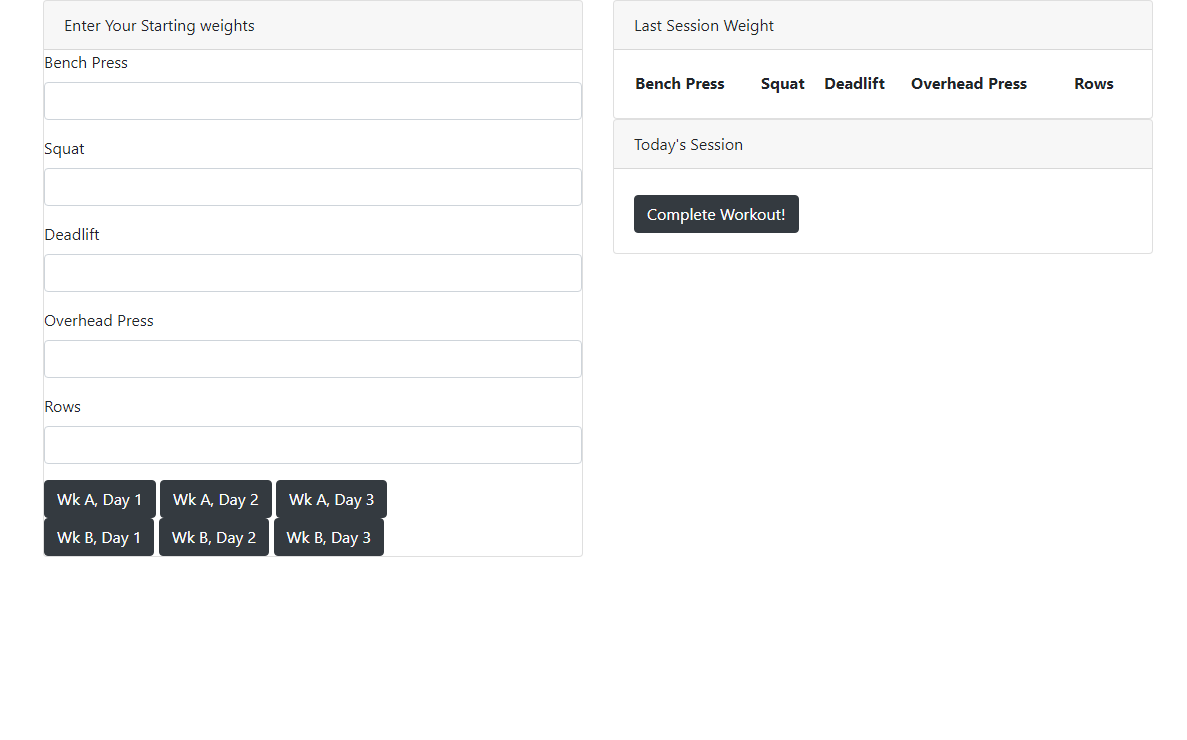 Enter Your Starting weights
Bench Press
Squat
Deadlift
Overhead Press
Rows
Wk A, Day 1 Wk A, Day 2 Wk A, Day 3
Wk B, Day 1 Wk B, Day 2 Wk B, Day 3
Last Session Weight
Bench Press Squat Deadlift Overhead Press Rows
Today's Session
Complete Workout!